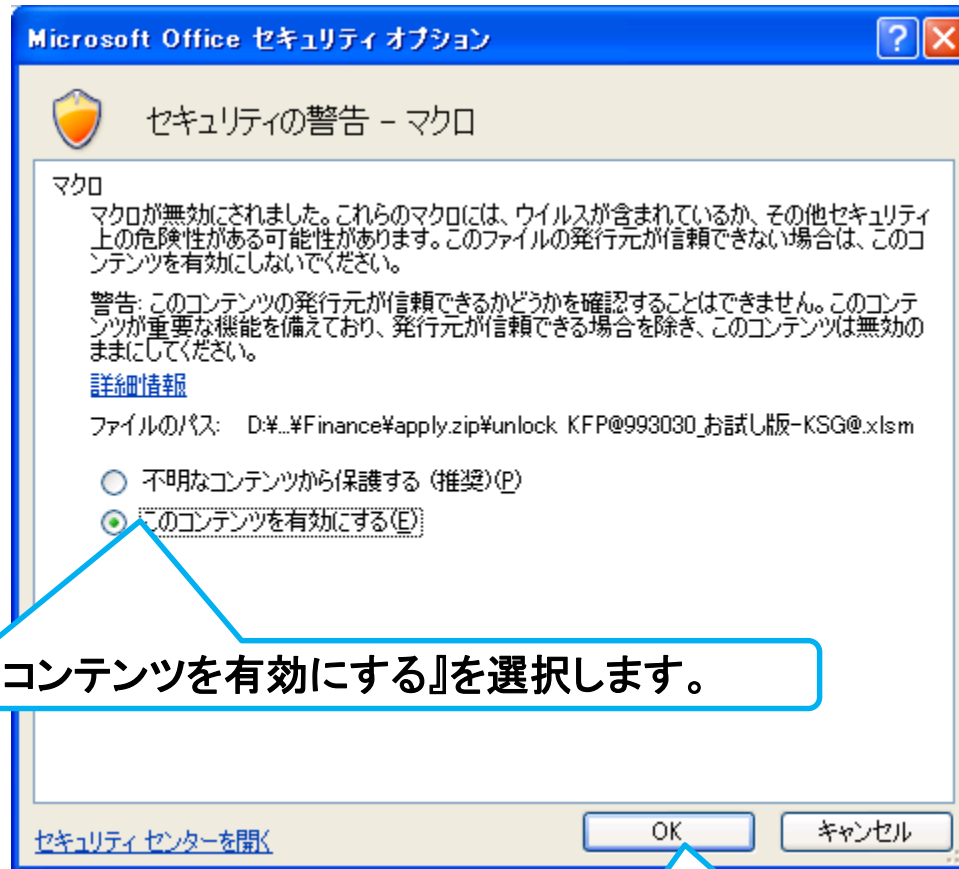 Microsoft Office セキュリティ オプション
セキュリティの警告 - マクロ
マクロ
マクロが無効にされました。これらのマクロには、ウイルスが含まれているか、その他セキュリティ
上の危険性がある可能性があります。このファイルの発行元が信頼できない場合は、このコ
ンテンツを有効にしないでください。
警告: このコンテンツの発行元が信頼できるかどうかを確認することはできません。このコンテ
ンツが重要な機能を備えており、発行元が信頼できる場合を除き、このコンテンツは無効の
ままにしてください。
詳細情報
ファイルのパス: D:¥...¥Finance¥apply.zip¥unlock KFP@993030_お試し版-KSG@.xlsm
不明なコンテンツから保護する (推奨)(P)
このコンテンツを有効にする(E)
コンテンツを有効にする』を選択します。
セキュリティ センターを開く
OK
キャンセル